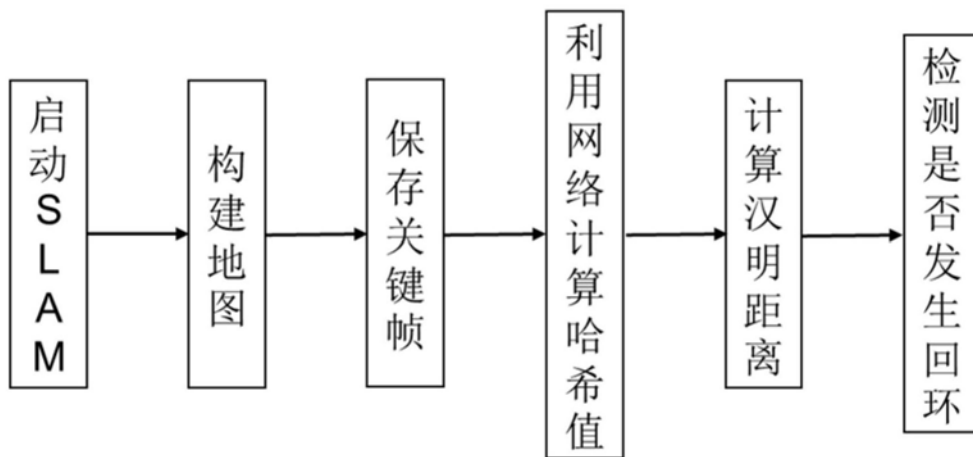 启动SLAM
构建地图
保存关键帧
利用网络计算哈希值
计算汉明距离
检测是否发生回环